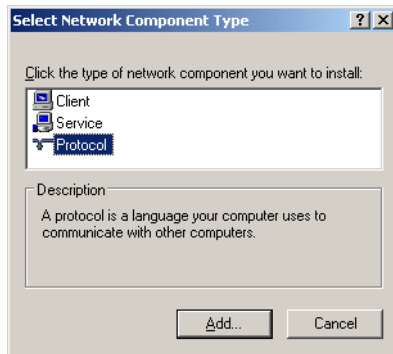 Select Network Component Type
Click the type of network component you want to install:
Client
Service
Protocol
Description
A protocol is a language your computer uses to
communicate with other computers.
Add...
Cancel